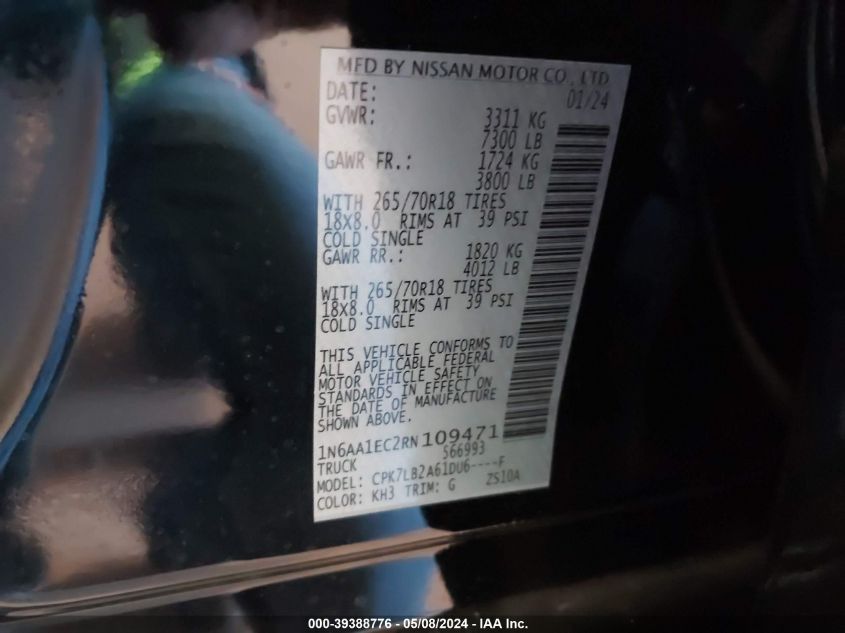 MFD BY NISSAN MOTOR CO., LTD
DATE: 01/24
GVWR: 3311 KG
7300 LB
GAWR FR.: 1724 KG
3800 LB
WITH 265/70R18 TIRES
18X8.0 RIMS AT 39 PSI
COLD SINGLE
GAWR RR.: 1820 KG
4012 LB
WITH 265/70R18 TIRES
18X8.0 RIMS AT 39 PSI
COLD SINGLE
THIS VEHICLE CONFORMS TO
ALL APPLICABLE FEDERAL
MOTOR VEHICLE SAFETY
STANDARDS IN EFFECT ON
THE DATE OF MANUFACTURE
SHOWN ABOVE.
1N6AA1EC2RN109471
TRUCK 566993
MODEL: CPK7LB2A61DU6----F
COLOR: KH3 TRIM: G ZS10A
000-39388776 - 05/08/2024 - IAA Inc.